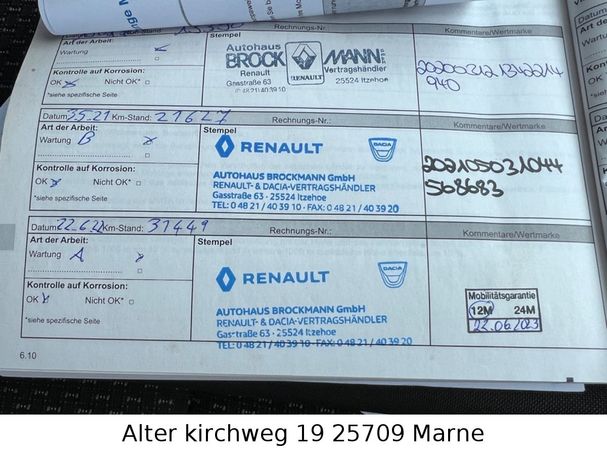 Rechnungs-Nr.:
Kommentare/Wertmarke
Art der Arbeit:
Wartung
Stempel
Autohaus
BROCK MANN
Renault Vertragshändler
RENAULT
Gasstraße 63 25524 Itzehoe
Kontrolle auf Korrosion:
OK Nicht OK*
*siehe spezifische Seite
Datum 3.5.21 Km-Stand: 27627 Rechnungs-Nr.:
Kommentare/Wertmarke
Art der Arbeit:
Wartung B
Stempel
RENAULT
DACIA
AUTOHAUS BROCKMANN GmbH
RENAULT- & DACIA-VERTRAGSHÄNDLER
Gasstraße 63 · 25524 Itzehoe
TEL: 0 48 21 / 40 39 10 · FAX: 0 48 21 / 40 39 20
202105031044
568683
Kontrolle auf Korrosion:
OK Nicht OK*
*siehe spezifische Seite
Datum 22.6.22 Km-Stand: 31449 Rechnungs-Nr.:
Kommentare/Wertmarke
Art der Arbeit:
Wartung A
Stempel
RENAULT
DACIA
AUTOHAUS BROCKMANN GmbH
RENAULT- & DACIA-VERTRAGSHÄNDLER
Gasstraße 63 · 25524 Itzehoe
TEL: 0 48 21 / 40 39 10 · FAX: 0 48 21 / 40 39 20
Mobilitätsgarantie
12M 24M
22.06.2023
Kontrolle auf Korrosion:
OK Nicht OK*
*siehe spezifische Seite
6.10
Alter kirchweg 19 25709 Marne